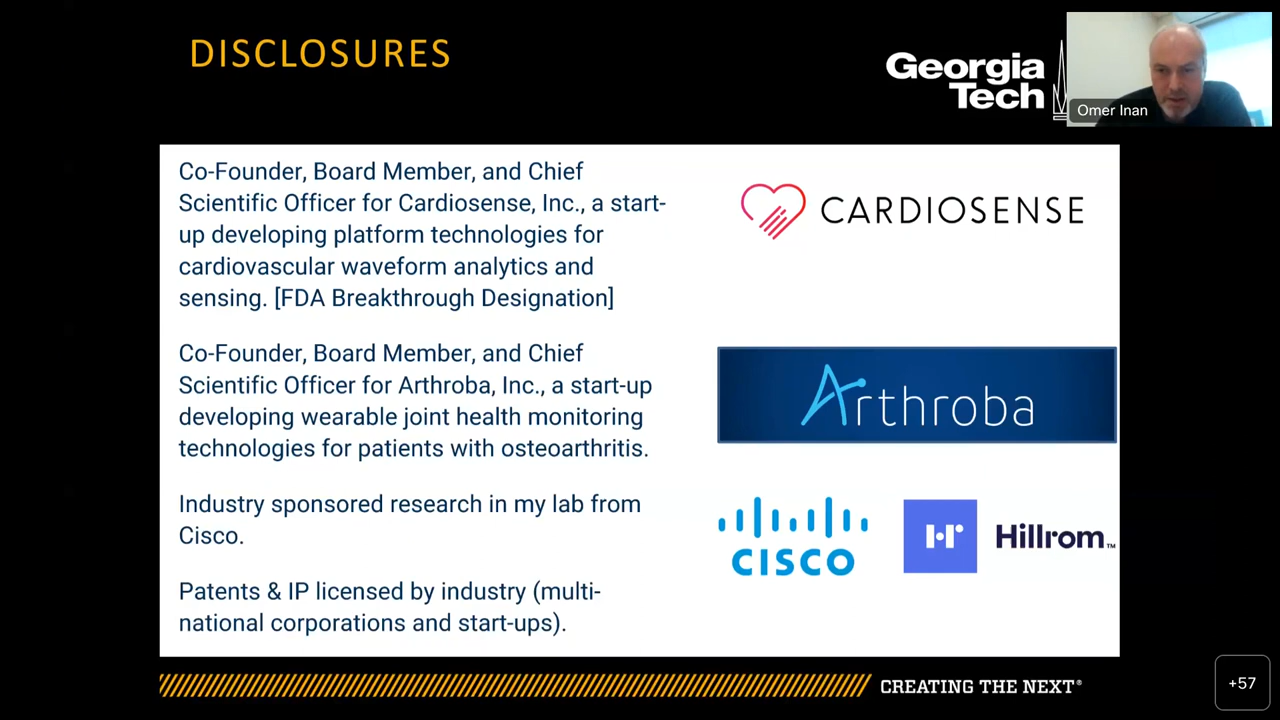 DISCLOSURES
Georgia
Tech
Omer Inan
Co-Founder, Board Member, and Chief
Scientific Officer for Cardiosense, Inc., a start-
up developing platform technologies for
cardiovascular waveform analytics and
sensing. [FDA Breakthrough Designation]
CARDIOSENSE
Co-Founder, Board Member, and Chief
Scientific Officer for Arthroba, Inc., a start-up
developing wearable joint health monitoring
technologies for patients with osteoarthritis.
Arthroba
Industry sponsored research in my lab from
Cisco.
CISCO
H
Hillrom™
Patents & IP licensed by industry (multi-
national corporations and start-ups).
CREATING THE NEXT®
+57